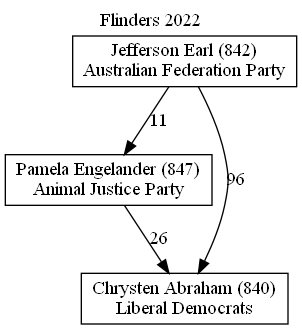 Flinders 2022
Jefferson Earl (842)
Australian Federation Party
11
Pamela Engelander (847)
Animal Justice Party
96
26
Chrysten Abraham (840)
Liberal Democrats